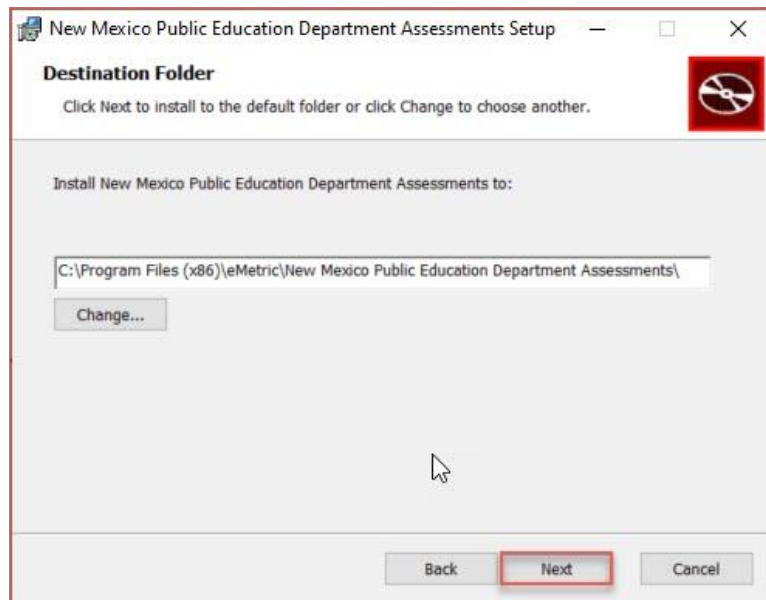 New Mexico Public Education Department Assessments Setup
Destination Folder
Click Next to install to the default folder or click Change to choose another.
Install New Mexico Public Education Department Assessments to:
C:\Program Files (x86)\eMetric\New Mexico Public Education Department Assessments\
Change...
Back Next Cancel